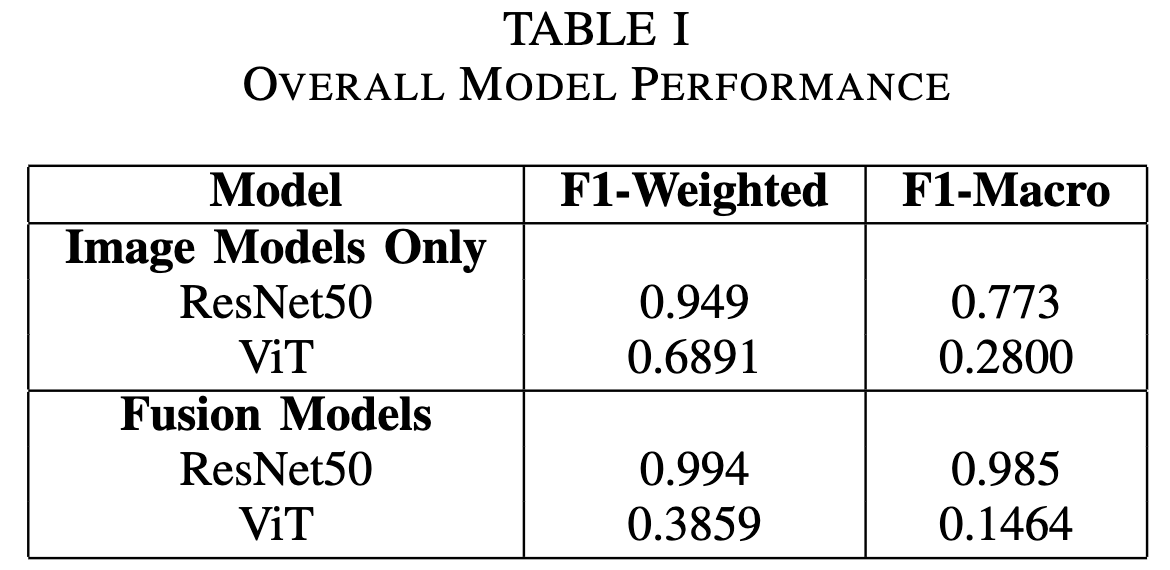 TABLE I
OVERALL MODEL PERFORMANCE
Model F1-Weighted F1-Macro
Image Models Only
ResNet50 0.949 0.773
ViT 0.6891 0.2800
Fusion Models
ResNet50 0.994 0.985
ViT 0.3859 0.1464